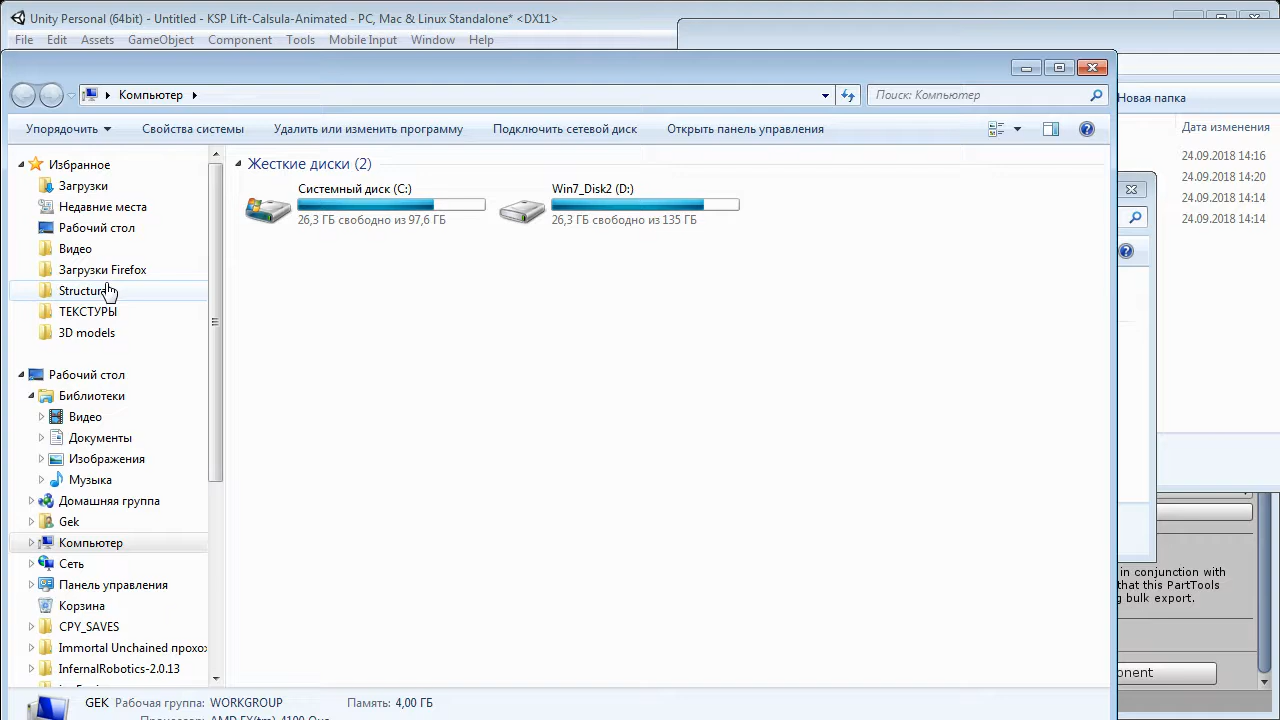 Unity Personal (64bit) - Untitled - KSP Lift-Calsula-Animated - PC, Mac & Linux Standalone* <DX11>
File Edit Assets GameObject Component Tools Mobile Input Window Help
Компьютер
Поиск: Компьютер
Новая папка
Упорядочить Свойства системы Удалить или изменить программу Подключить сетевой диск Открыть панель управления
Дата изменения
24.09.2018 14:16
24.09.2018 14:20
24.09.2018 14:14
24.09.2018 14:14
Избранное
Загрузки
Недавние места
Рабочий стол
Видео
Загрузки Firefox
ТЕКСТУРЫ
3D models
Рабочий стол
Библиотеки
Видео
Документы
Изображения
Музыка
Домашняя группа
Gek
Компьютер
Сеть
Панель управления
Корзина
CPY_SAVES
Immortal Unchained прохо
InfernalRobotics-2.0.13
Жесткие диски (2)
Системный диск (C:)
26,3 ГБ свободно из 97,6 ГБ
Win7_Disk2 (D:)
26,3 ГБ свободно из 135 ГБ
in conjunction with
that this PartTools
g bulk export.
onent
GEK Рабочая группа: WORKGROUP Память: 4,00 ГБ